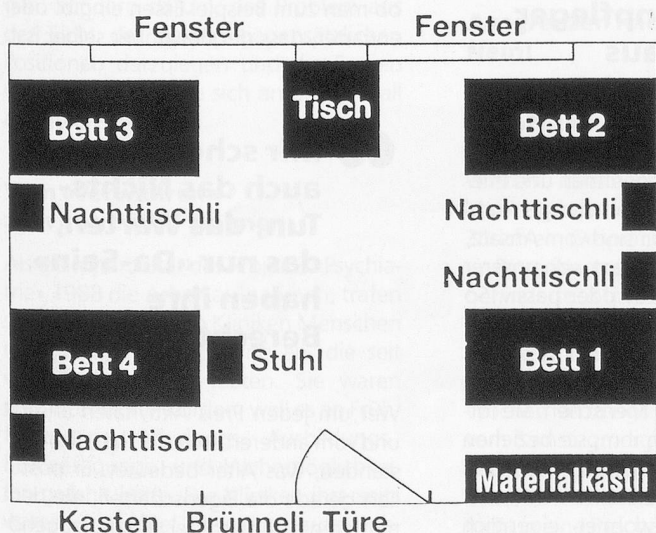 Fenster Fenster
Tisch
Bett 3 Bett 2
Nachttischli Nachttischli
Nachttischli
Bett 4 Stuhl Bett 1
Nachttischli
Materialkästli
Kasten Brünneli Türe